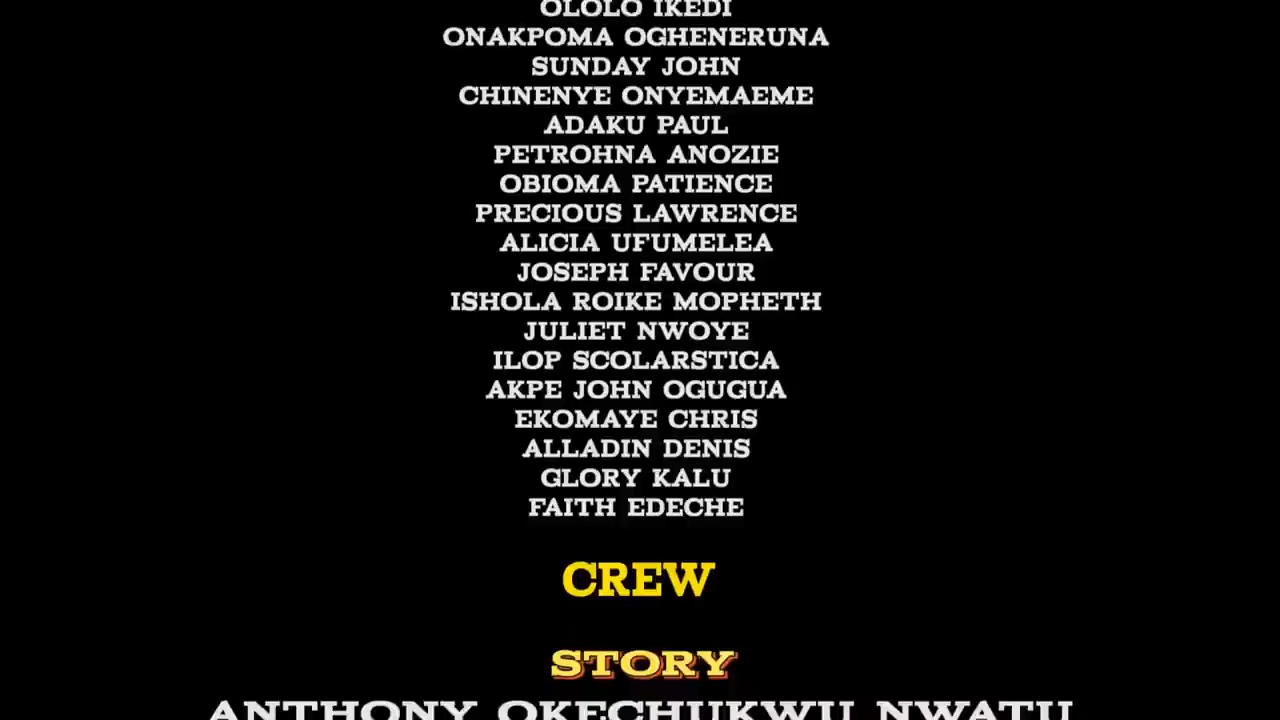 OLOLO IKEDI
ONAKPOMA OGHENERUNA
SUNDAY JOHN
CHINENYE ONYEMAEME
ADAKU PAUL
PETROHNA ANOZIE
OBIOMA PATIENCE
PRECIOUS LAWRENCE
ALICIA UFUMELEA
JOSEPH FAVOUR
ISHOLA ROIKE MOPHETH
JULIET NWOYE
ILOP SCOLARSTICA
AKPE JOHN OGUGUA
EKOMAYE CHRIS
ALLADIN DENIS
GLORY KALU
FAITH EDECHE
CREW
STORY
ANTHONY OKECHUKWU NWATU